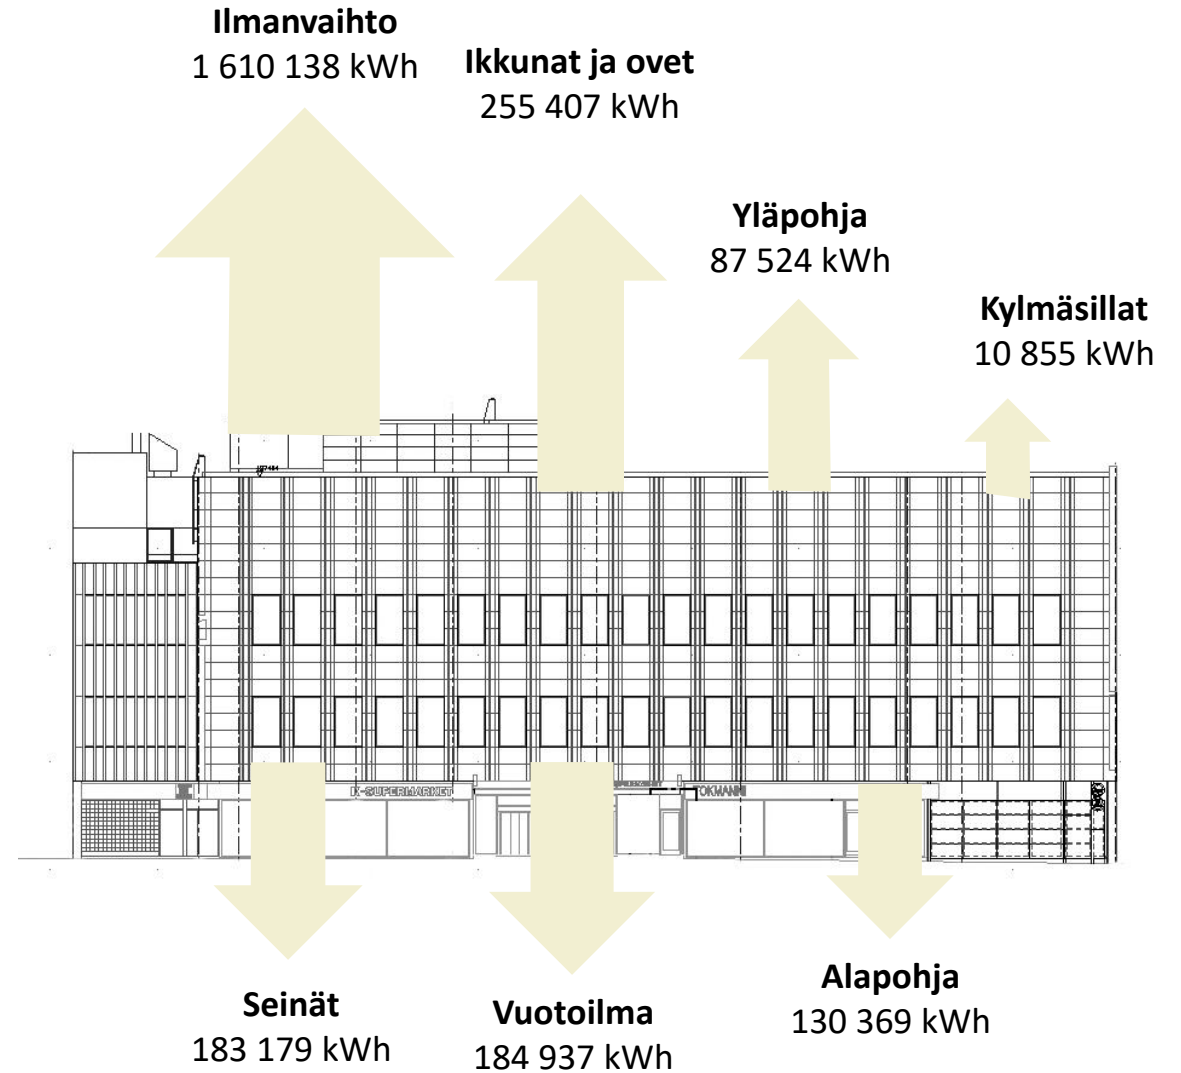 Ilmanvaihto
1 610 138 kWh
Ikkunat ja ovet
255 407 kWh
Yläpohja
87 524 kWh
Kylmäsillat
10 855 kWh
K-SUPERMARKET
TOKMANNI
Seinät
183 179 kWh
Vuotoilma
184 937 kWh
Alapohja
130 369 kWh